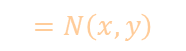 = N(x, y)